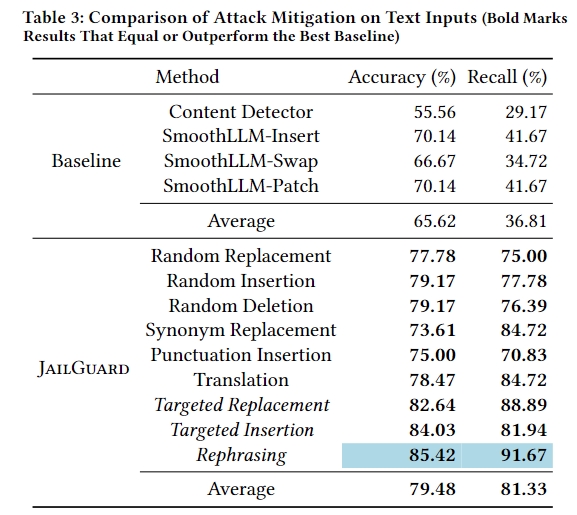 Table 3: Comparison of Attack Mitigation on Text Inputs (Bold Marks
Results That Equal or Outperform the Best Baseline)
Method Accuracy (%) Recall (%)
Content Detector 55.56 29.17
SmoothLLM-Insert 70.14 41.67
Baseline SmoothLLM-Swap 66.67 34.72
SmoothLLM-Patch 70.14 41.67
Average 65.62 36.81
Random Replacement 77.78 75.00
Random Insertion 79.17 77.78
Random Deletion 79.17 76.39
Synonym Replacement 73.61 84.72
Punctuation Insertion 75.00 70.83
JailGuard Translation 78.47 84.72
Targeted Replacement 82.64 88.89
Targeted Insertion 84.03 81.94
Rephrasing 85.42 91.67
Average 79.48 81.33